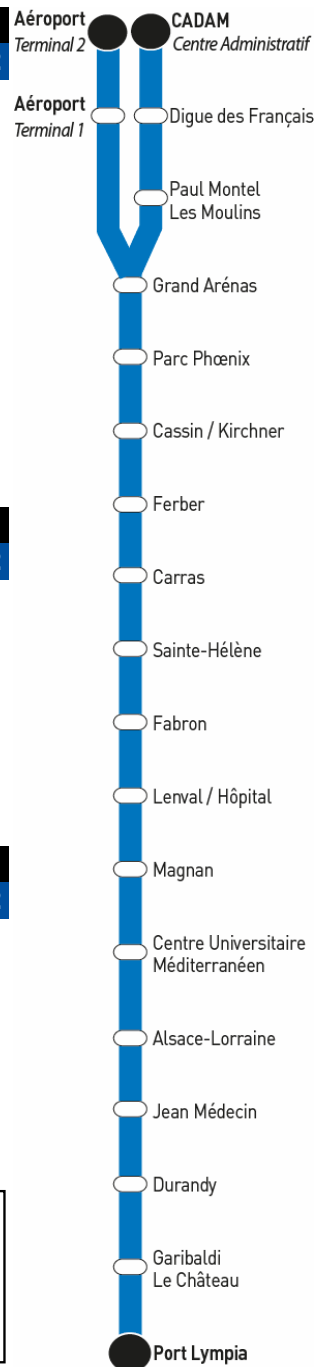 Aéroport
Terminal 2
CADAM
Centre Administratif
Aéroport
Terminal 1
Digue des Français
Paul Montel
Les Moulins
Grand Arénas
Parc Phœnix
Cassin / Kirchner
Ferber
Carras
Sainte-Hélène
Fabron
Lenval / Hôpital
Magnan
Centre Universitaire
Méditerranéen
Alsace-Lorraine
Jean Médecin
Durandy
Garibaldi
Le Château
Port Lympia